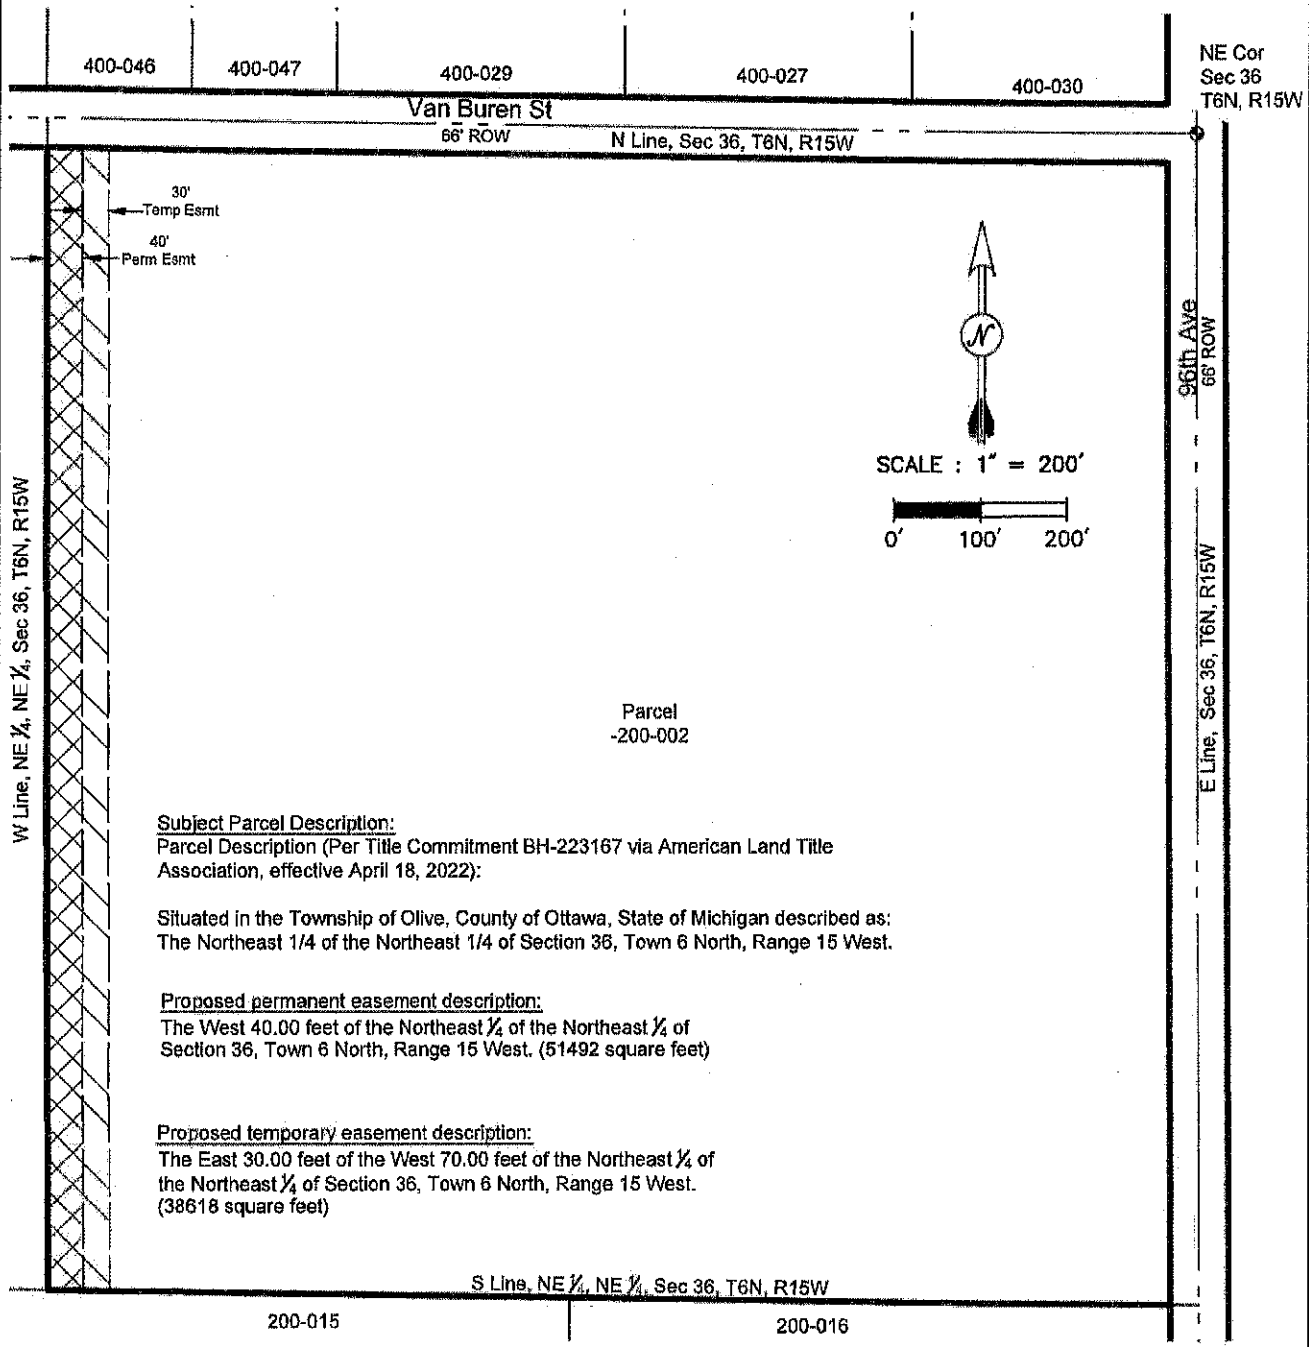 400-046
400-047
400-029
400-027
400-030
NE Cor
Sec 36
T6N, R15W
Van Buren St
66' ROW
N Line, Sec 36, T6N, R15W
30'
Temp Esmt
40'
Perm Esmt
N
SCALE : 1" = 200'
0' 100' 200'
96th Ave
66' ROW
E Line, Sec 36, T6N, R15W
W Line, NE ¼, NE ¼, Sec 36, T6N, R15W
Parcel
-200-002
Subject Parcel Description:
Parcel Description (Per Title Commitment BH-223167 via American Land Title
Association, effective April 18, 2022):
Situated in the Township of Olive, County of Ottawa, State of Michigan described as:
The Northeast 1/4 of the Northeast 1/4 of Section 36, Town 6 North, Range 15 West.
Proposed permanent easement description:
The West 40.00 feet of the Northeast ¼ of the Northeast ¼ of
Section 36, Town 6 North, Range 15 West. (51492 square feet)
Proposed temporary easement description:
The East 30.00 feet of the West 70.00 feet of the Northeast ¼ of
the Northeast ¼ of Section 36, Town 6 North, Range 15 West.
(38618 square feet)
S Line, NE ¼, NE ¼, Sec 36, T6N, R15W
200-015
200-016